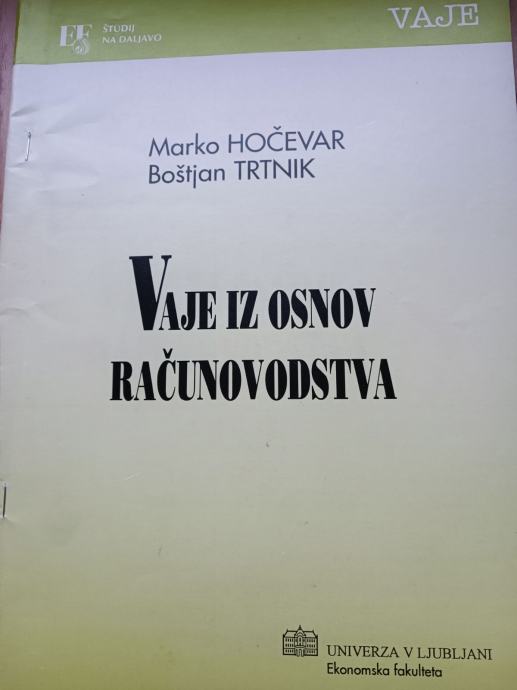 EF
ŠTUDIJ
NA DALJAVO
VAJE
Marko HOČEVAR
Boštjan TRTNIK
VAJE IZ OSNOV
RAČUNOVODSTVA
UNIVERZA V LJUBLJANI
Ekonomska fakulteta